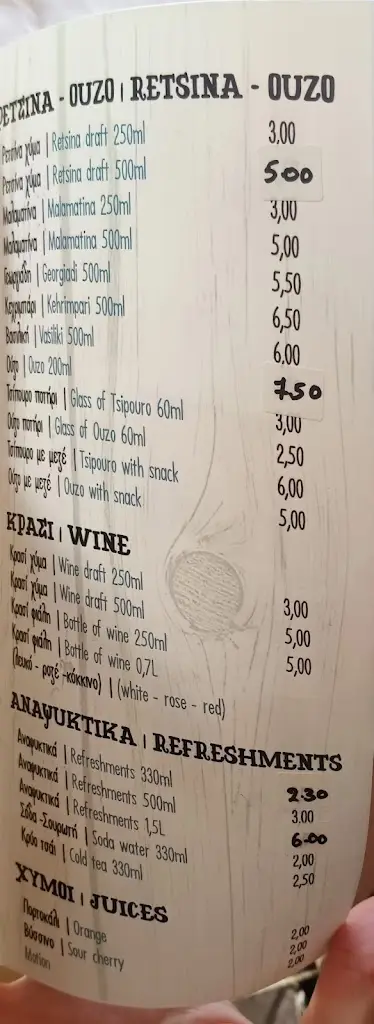 ΡΕΤΣΙΝΑ - ΟΥΖΟ | RETSINA - OUZO
Ρετσίνα χύμα | Retsina draft 250ml 3,00
Ρετσίνα χύμα | Retsina draft 500ml 500
Μαλαματίνα | Malamatina 250ml 3,00
Μαλαματίνα | Malamatina 500ml 5,00
Γεωργιάδη | Georgiadi 500ml 5,50
Κεχριμπάρι | Kehrimpari 500ml 6,50
Βασιλική | Vasiliki 500ml 6,00
Ούζο | Ouzo 200ml 7.50
Τσίπουρο ποτήρι | Glass of Tsipouro 60ml 3,00
Ούζο ποτήρι | Glass of Ouzo 60ml 2,50
Τσίπουρο με μεζέ | Tsipouro with snack 6,00
Ούζο με μεζέ | Ouzo with snack 5,00
ΚΡΑΣΙ | WINE
Κρασί χύμα | Wine draft 250ml 3,00
Κρασί χύμα | Wine draft 500ml 5,00
Κρασί φιάλη | Bottle of wine 250ml 5,00
Κρασί φιάλη | Bottle of wine 0,7L
(λευκό - ροζέ - κόκκινο) | (white - rose - red)
ΑΝΑΨΥΚΤΙΚΑ | REFRESHMENTS
Αναψυκτικά | Refreshments 330ml 2.30
Αναψυκτικά | Refreshments 500ml 3.00
Αναψυκτικά | Refreshments 1,5L 6.00
Σόδα -Σουρωτή | Soda water 330ml 2,00
Κρύο τσάι | Cold tea 330ml 2,50
ΧΥΜΟΙ | JUICES
Πορτοκάλι | Orange 2,00
Βύσσινο | Sour cherry 2,00
Motion 2,00